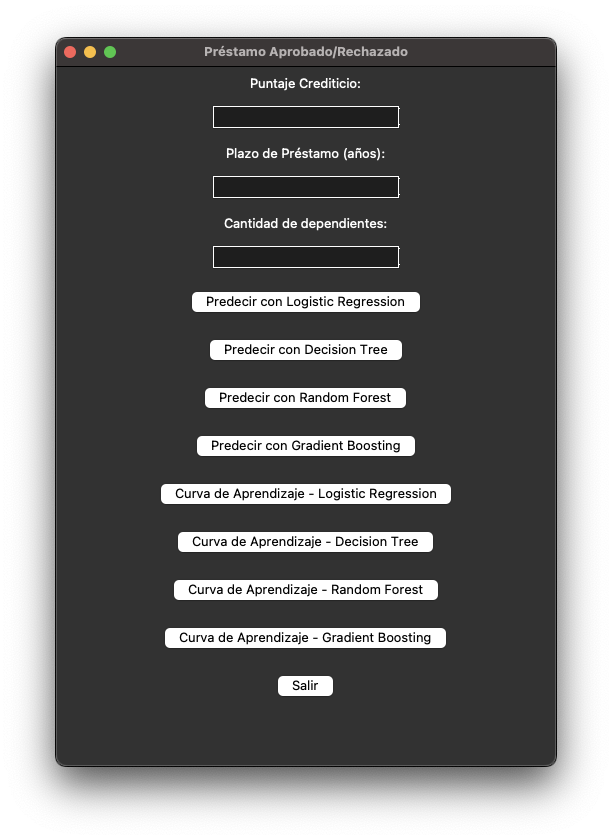 Préstamo Aprobado/Rechazado
Puntaje Crediticio:
Plazo de Préstamo (años):
Cantidad de dependientes:
Predecir con Logistic Regression
Predecir con Decision Tree
Predecir con Random Forest
Predecir con Gradient Boosting
Curva de Aprendizaje - Logistic Regression
Curva de Aprendizaje - Decision Tree
Curva de Aprendizaje - Random Forest
Curva de Aprendizaje - Gradient Boosting
Salir